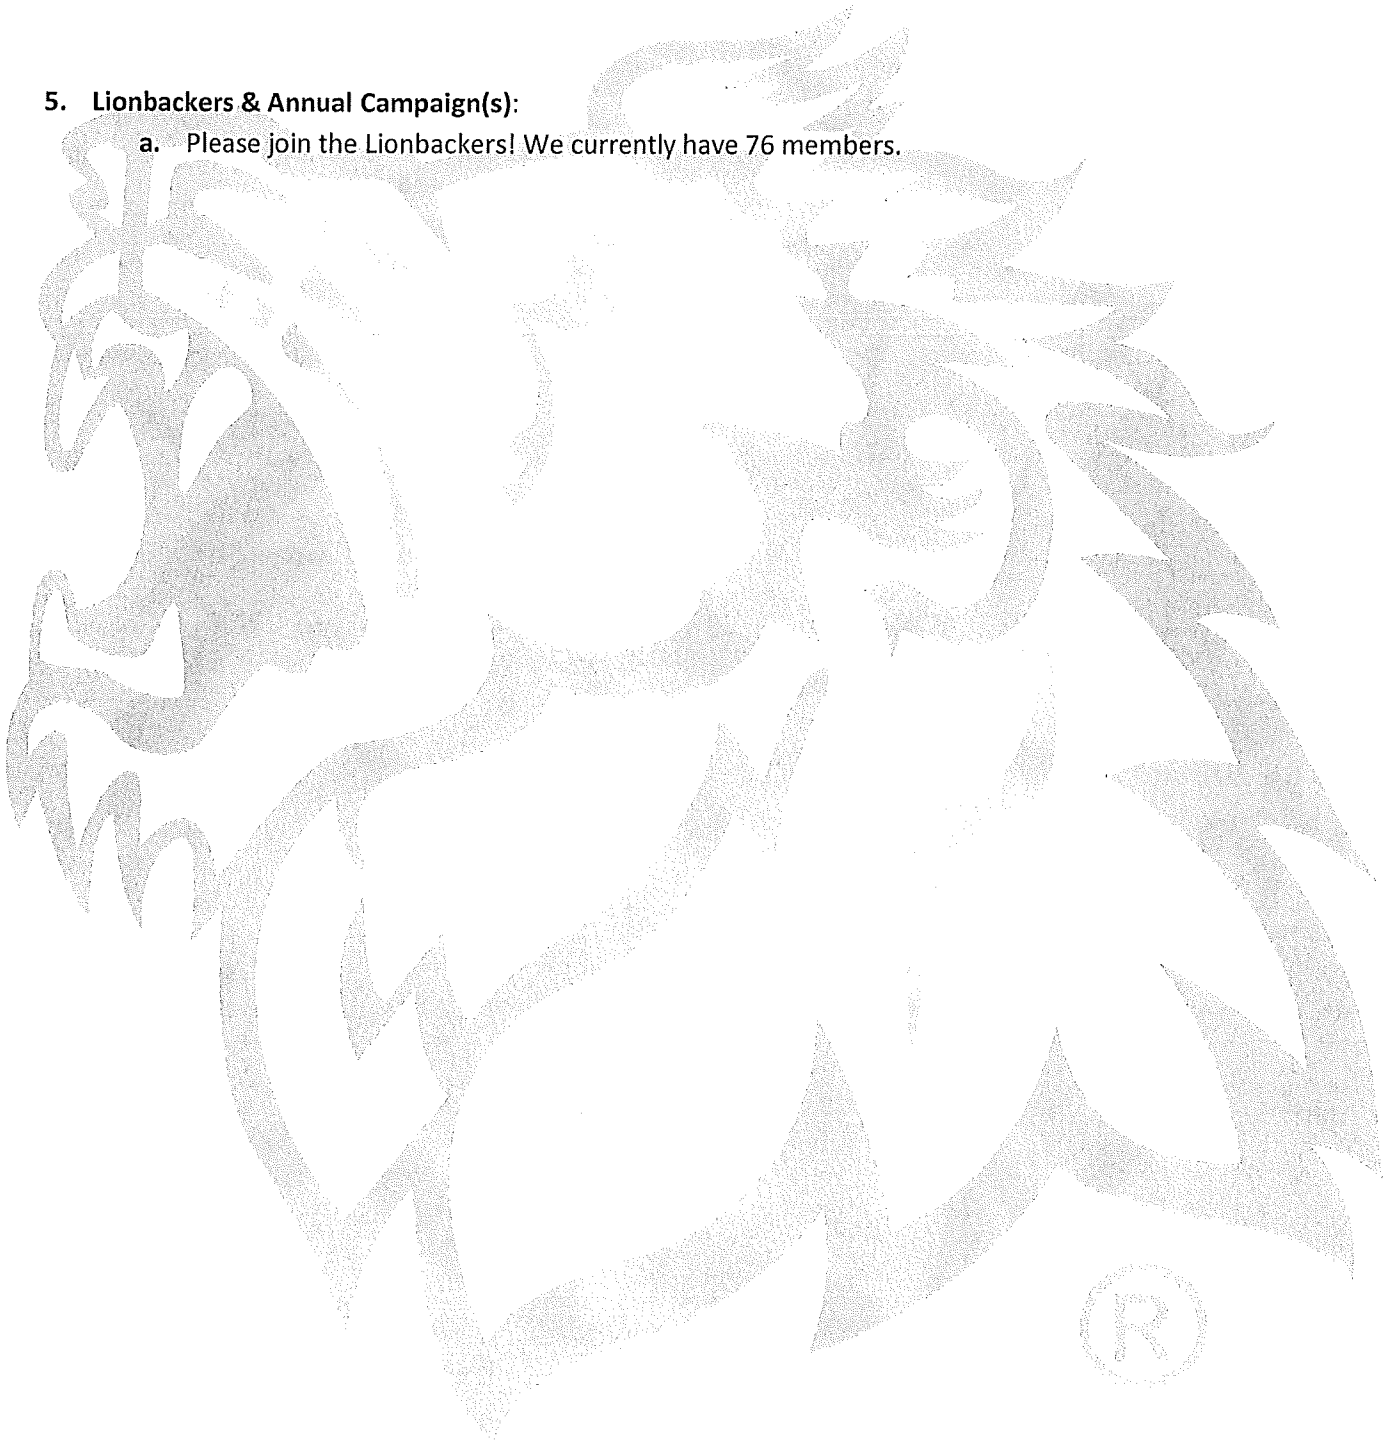 5. Lionbackers & Annual Campaign(s):
a. Please join the Lionbackers! We currently have 76 members.
®